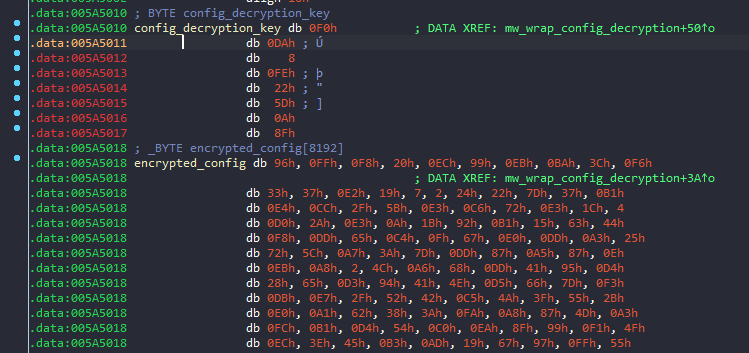 .data:005A5010 ; BYTE config_decryption_key
.data:005A5010 config_decryption_key db 0F0h ; DATA XREF: mw_wrap_config_decryption+50↑o
.data:005A5011 db 0DAh ; Ú
.data:005A5012 db 8
.data:005A5013 db 0FEh ; þ
.data:005A5014 db 22h ; "
.data:005A5015 db 5Dh ; ]
.data:005A5016 db 0Ah
.data:005A5017 db 8Fh
.data:005A5018 ; _BYTE encrypted_config[8192]
.data:005A5018 encrypted_config db 96h, 0FFh, 0F8h, 20h, 0ECh, 99h, 0EBh, 0BAh, 3Ch, 0F6h
.data:005A5018 ; DATA XREF: mw_wrap_config_decryption+3A↑o
.data:005A5018 db 33h, 37h, 0E2h, 19h, 7, 2, 24h, 22h, 7Dh, 37h, 0B1h
.data:005A5018 db 0E4h, 0CCh, 2Fh, 5Bh, 0E3h, 0C6h, 72h, 0E3h, 1Ch, 4
.data:005A5018 db 0D0h, 2Ah, 0E3h, 0Ah, 1Bh, 92h, 0B1h, 15h, 63h, 44h
.data:005A5018 db 0F8h, 0DDh, 65h, 0C4h, 0Fh, 67h, 0E0h, 0DDh, 0A3h, 25h
.data:005A5018 db 72h, 5Ch, 0A7h, 3Ah, 7Dh, 0DDh, 87h, 0A5h, 87h, 0Eh
.data:005A5018 db 0EBh, 0A8h, 2, 4Ch, 0A6h, 68h, 0DDh, 41h, 95h, 0D4h
.data:005A5018 db 28h, 65h, 0D3h, 94h, 41h, 4Eh, 0D5h, 66h, 7Dh, 0F3h
.data:005A5018 db 0DBh, 0E7h, 2Fh, 52h, 42h, 0C5h, 4Ah, 3Fh, 55h, 2Bh
.data:005A5018 db 0E0h, 0A1h, 62h, 38h, 3Ah, 0FAh, 0A8h, 87h, 4Dh, 0A3h
.data:005A5018 db 0FCh, 0B1h, 0D4h, 54h, 0C0h, 0EAh, 8Fh, 99h, 0F1h, 4Fh
.data:005A5018 db 0ECh, 3Eh, 45h, 0B3h, 0ADh, 19h, 67h, 97h, 0FFh, 55h